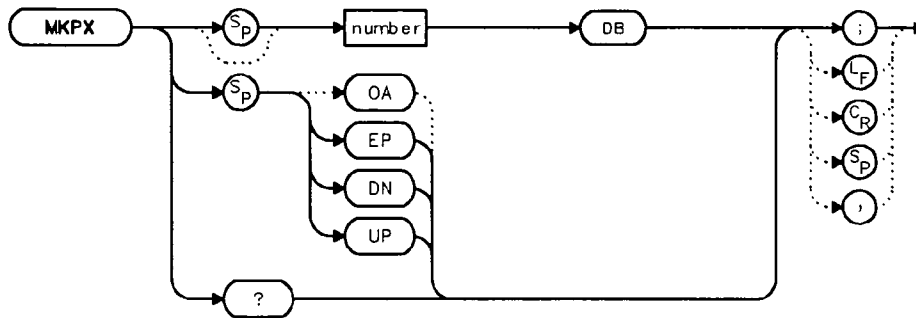 MKPX SP number DB ;
LF
SP OA CR
EP SP
DN ,
UP
?